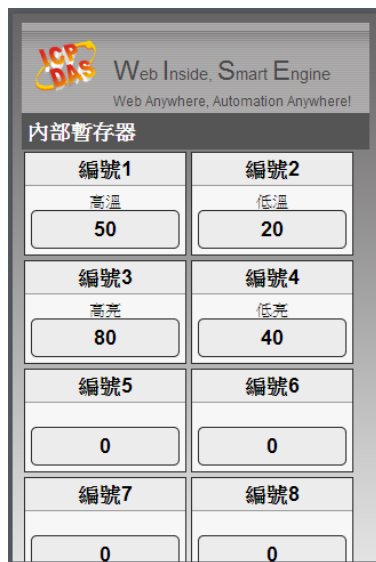 ICP DAS
Web Inside, Smart Engine
Web Anywhere, Automation Anywhere!
內部暫存器
編號1 編號2
高溫 低溫
50 20
編號3 編號4
高亮 低亮
80 40
編號5 編號6
0 0
編號7 編號8
0 0